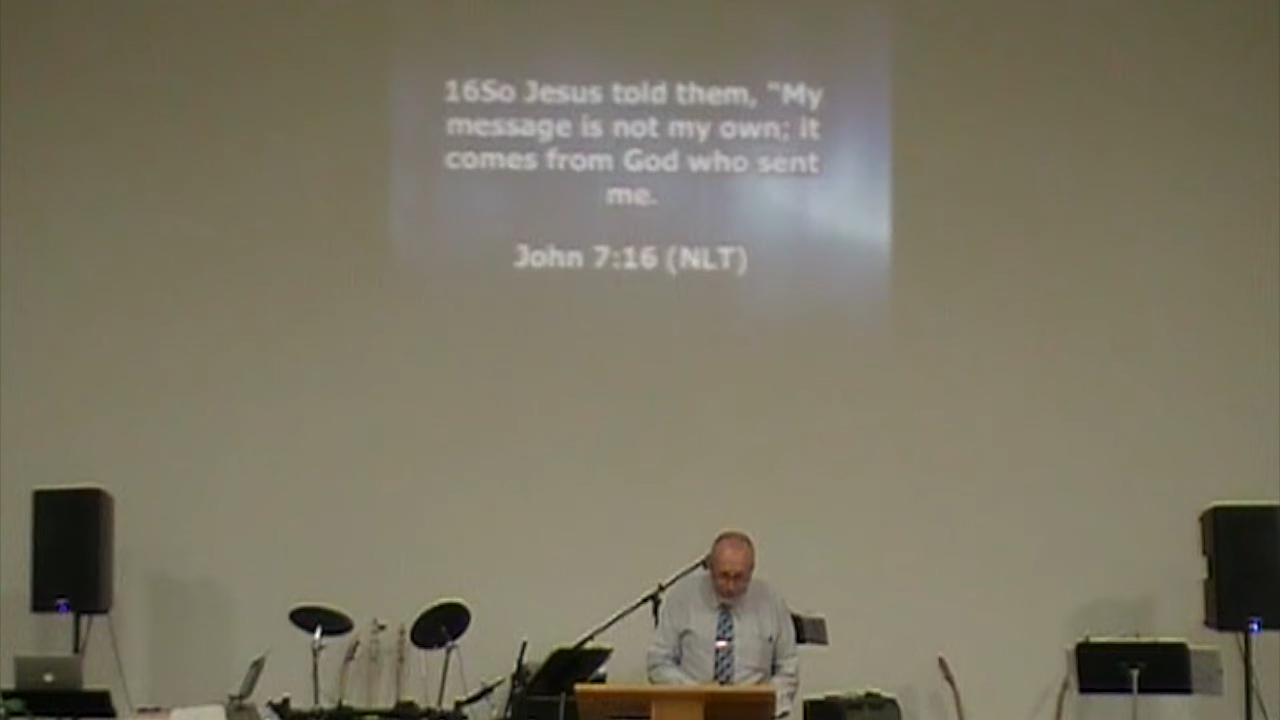 16So Jesus told them, "My
message is not my own; it
comes from God who sent
me.
John 7:16 (NLT)